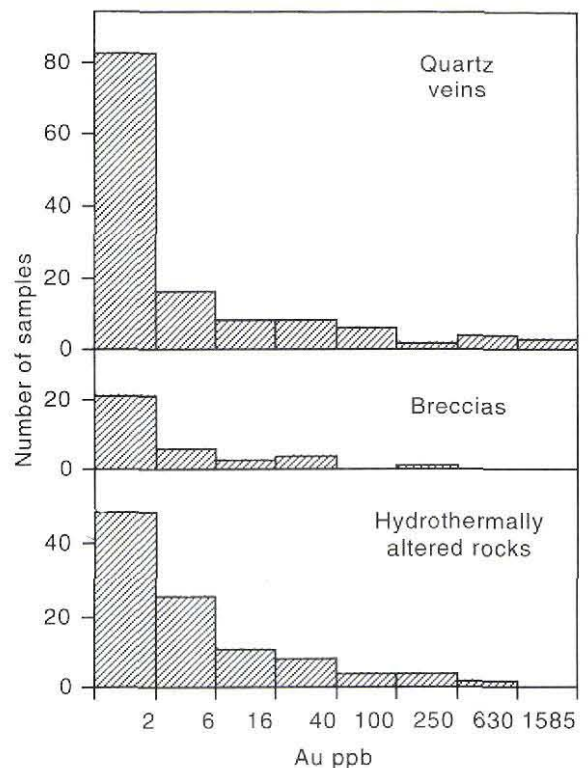 80
60
40
20
0
Quartz
veins
Number of samples
20
0
Breccias
40
20
0
Hydrothermally
altered rocks
2 6 16 40 100 250 630 1585
Au ppb